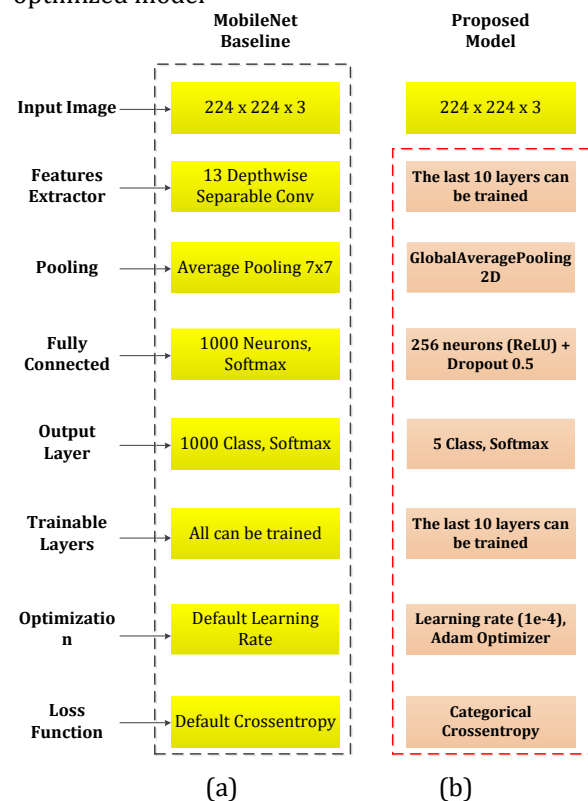 optimized model
MobileNet
Baseline
Proposed
Model
Input Image
224 x 224 x 3
224 x 224 x 3
Features
Extractor
13 Depthwise
Separable Conv
The last 10 layers can
be trained
Pooling
Average Pooling 7x7
GlobalAveragePooling
2D
Fully
Connected
1000 Neurons,
Softmax
256 neurons (ReLU) +
Dropout 0.5
Output
Layer
1000 Class, Softmax
5 Class, Softmax
Trainable
Layers
All can be trained
The last 10 layers can
be trained
Optimizatio
n
Default Learning
Rate
Learning rate (1e-4),
Adam Optimizer
Loss
Function
Default Crossentropy
Categorical
Crossentropy
(a)
(b)